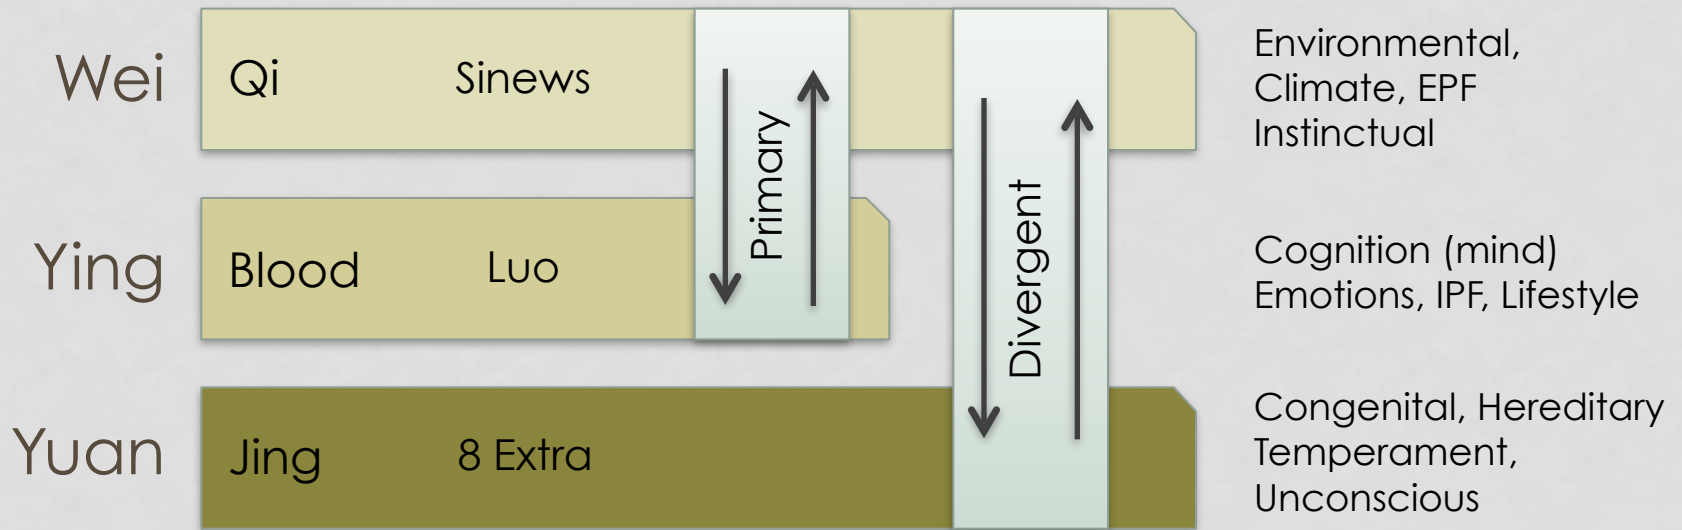 Wei
Qi
Sinews
Environmental,
Climate, EPF
Instinctual
Primary
Divergent
Ying
Blood
Luo
Cognition (mind)
Emotions, IPF, Lifestyle
Yuan
Jing
8 Extra
Congenital, Hereditary
Temperament,
Unconscious